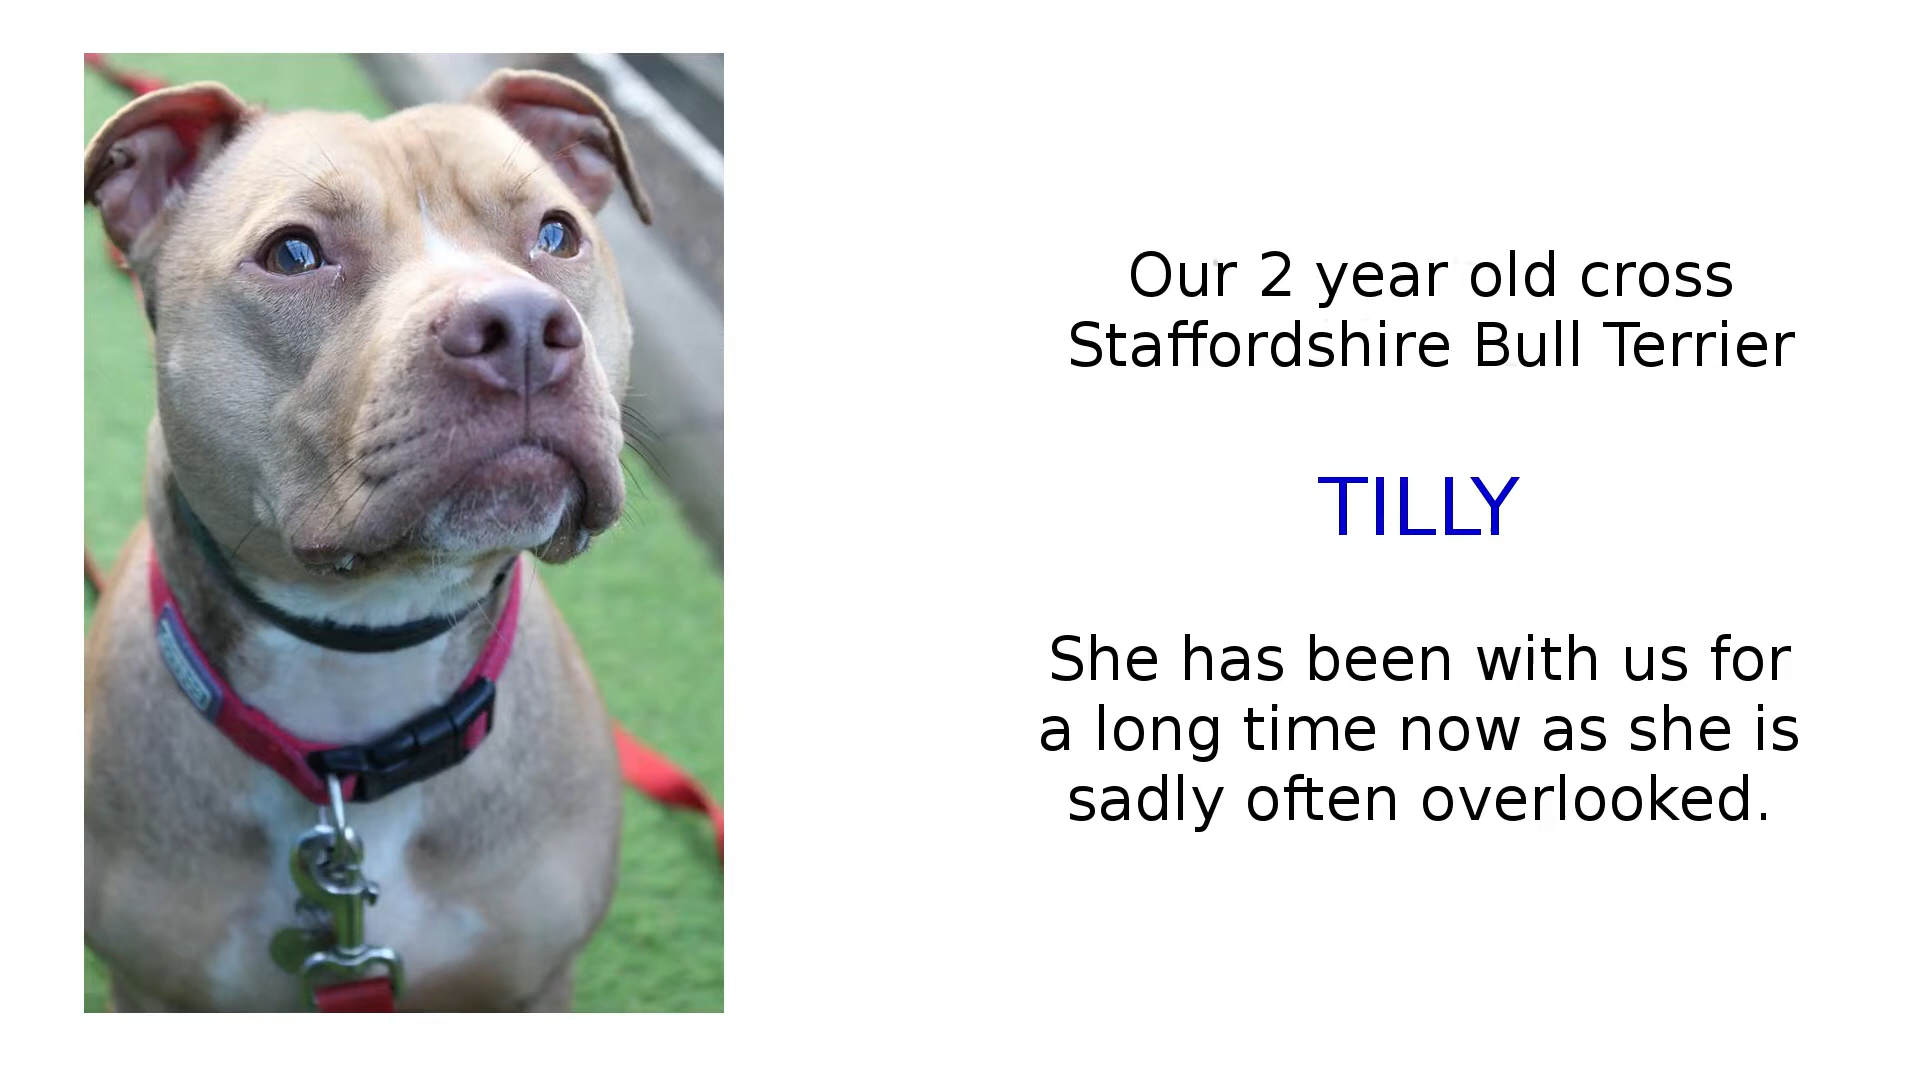 Our 2 year old cross
Staffordshire Bull Terrier
TILLY
She has been with us for
a long time now as she is
sadly often overlooked.